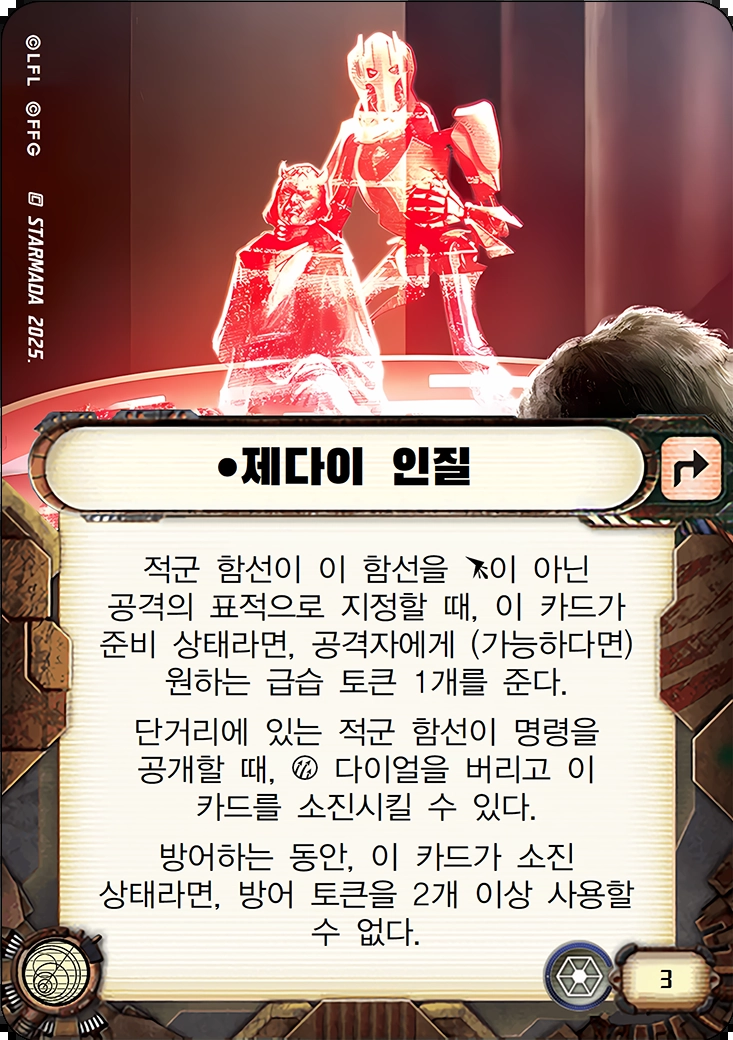 ©LFL ©FFG
STARMADA 2025.
•제다이 인질
적군 함선이 이 함선을 이 아닌
공격의 표적으로 지정할 때, 이 카드가
준비 상태라면, 공격자에게 (가능하다면)
원하는 급습 토큰 1개를 준다.
단거리에 있는 적군 함선이 명령을
공개할 때, 다이얼을 버리고 이
카드를 소진시킬 수 있다.
방어하는 동안, 이 카드가 소진
상태라면, 방어 토큰을 2개 이상 사용할
수 없다.
3